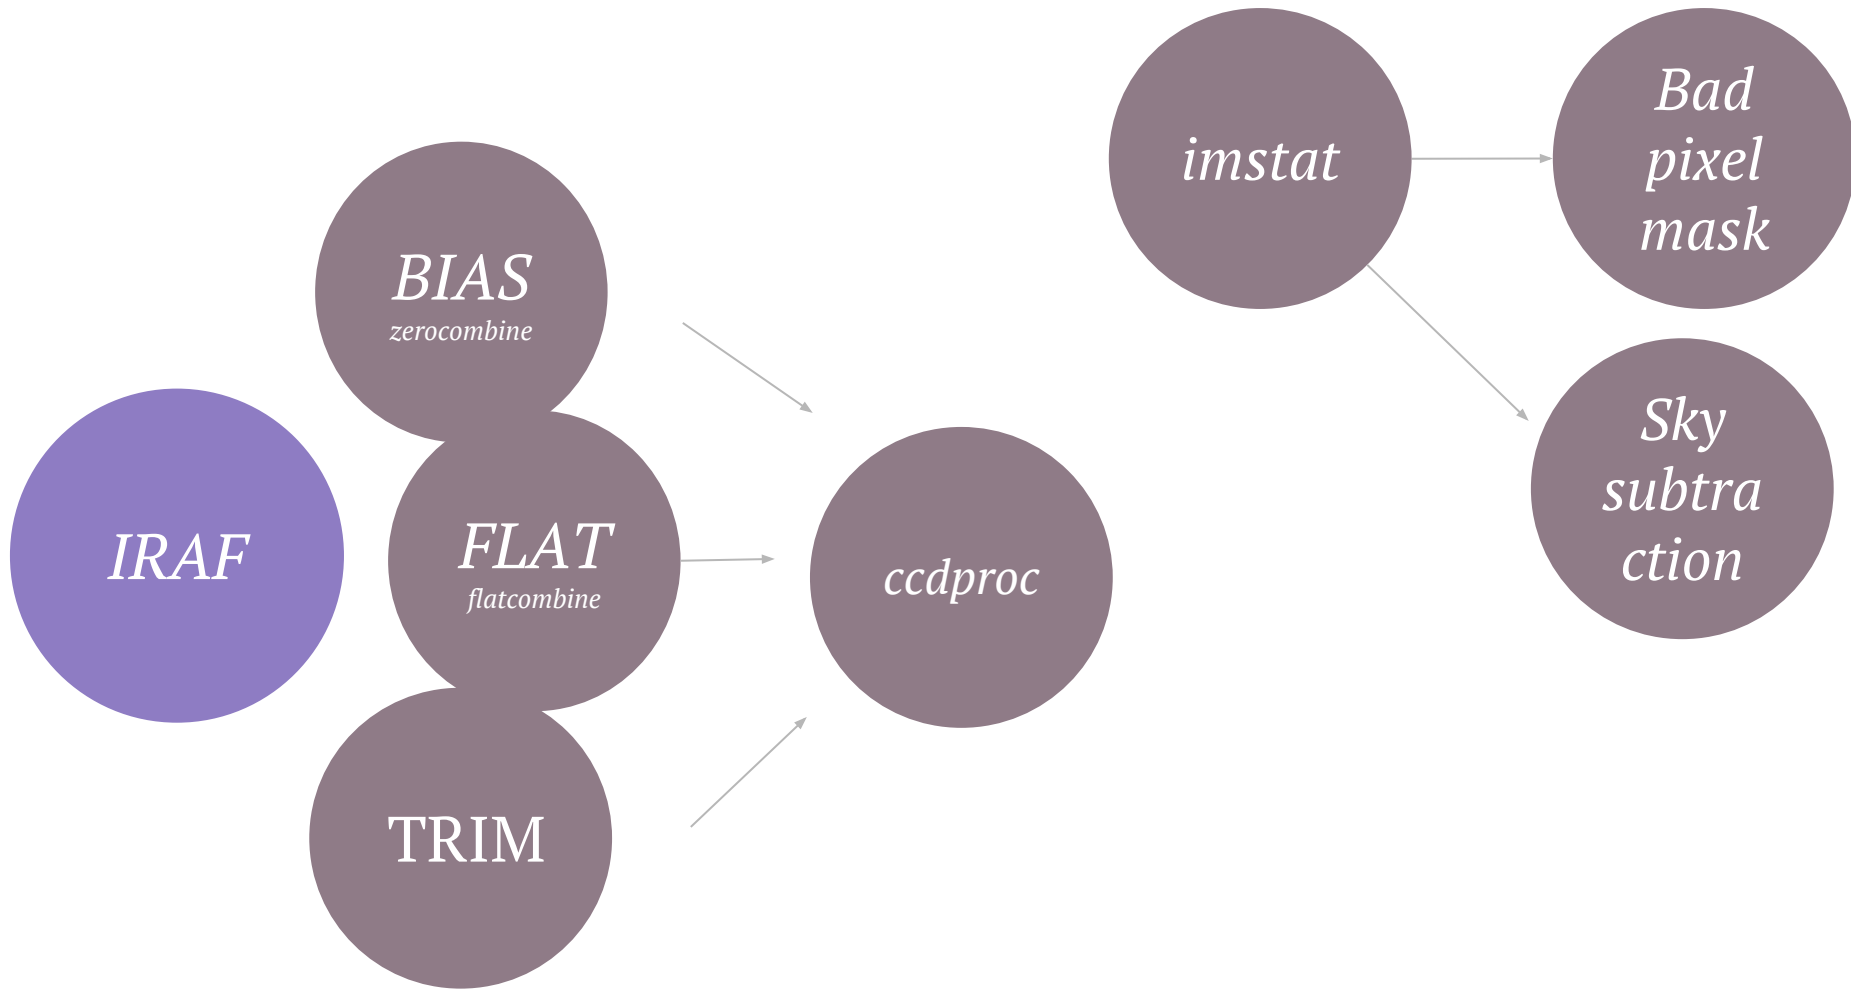 IRAF
BIAS
zerocombine
FLAT
flatcombine
TRIM
ccdproc
imstat
Bad
pixel
mask
Sky
subtra
ction